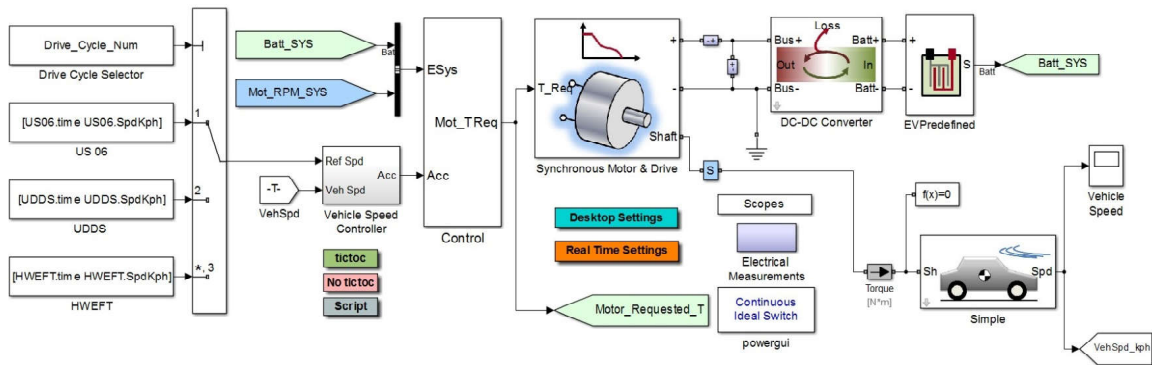 Drive_Cycle_Num
Drive Cycle Selector
[US06.time US06.SpdKph]
US 06
[UDDS.time UDDS.SpdKph]
UDDS
[HWEFT.time HWEFT.SpdKph]
HWEFT
1
2
*, 3
Batt_SYS
Batt
Mot_RPM_SYS
-T-
VehSpd
Ref Spd
Veh Spd
Acc
Vehicle Speed
Controller
tictoc
No tictoc
Script
ESys
Mot_TReq
Acc
Control
T_Req
+
-
Shaft
Synchronous Motor & Drive
S
Desktop Settings
Real Time Settings
Motor_Requested_T
Scopes
Electrical
Measurements
Continuous
Ideal Switch
powergui
Loss
Bus+
Batt+
Out
In
Bus-
Batt-
DC-DC Converter
+
-
S
EVPredefined
Batt
Batt_SYS
f(x)=0
Torque
[N*m]
Sh
Spd
Simple
Vehicle
Speed
VehSpd_kph